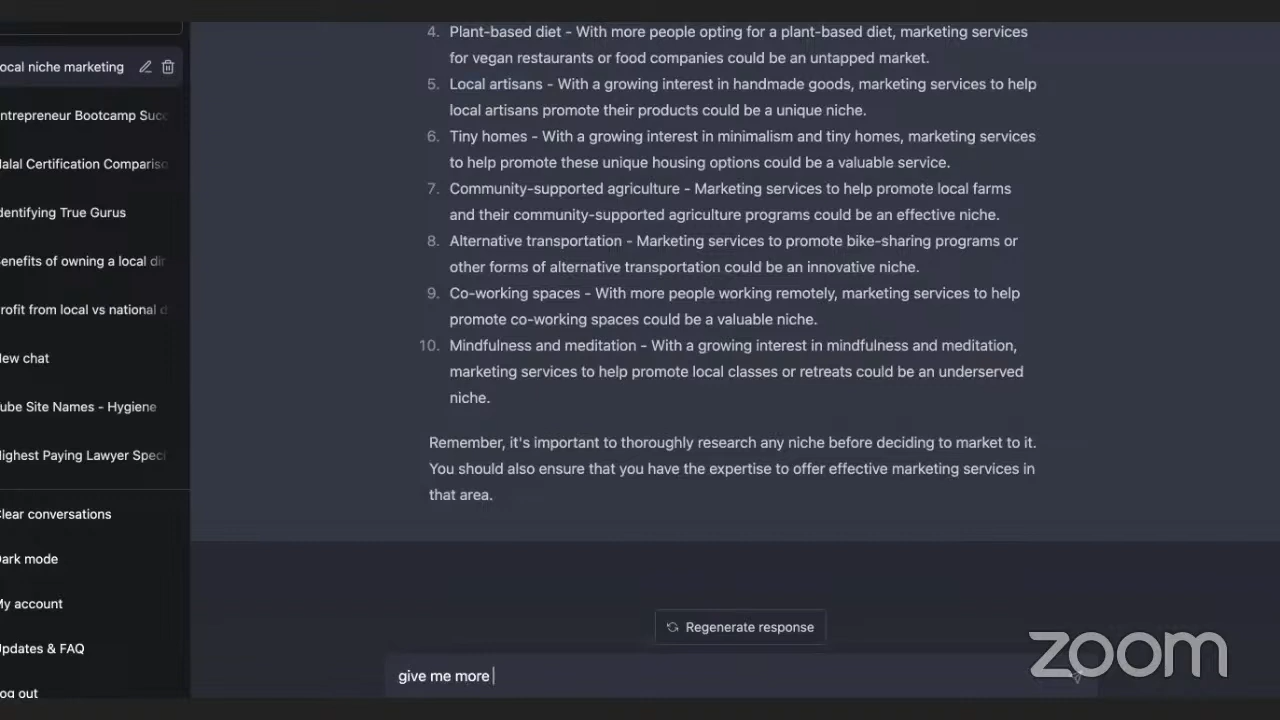 ocal niche marketing
ntrepreneur Bootcamp Succ
alal Certification Compariso
dentifying True Gurus
enefits of owning a local dir
rofit from local vs national d
ew chat
ube Site Names - Hygiene
ighest Paying Lawyer Speci
lear conversations
ark mode
y account
pdates & FAQ
og out
4. Plant-based diet - With more people opting for a plant-based diet, marketing services
for vegan restaurants or food companies could be an untapped market.
5. Local artisans - With a growing interest in handmade goods, marketing services to help
local artisans promote their products could be a unique niche.
6. Tiny homes - With a growing interest in minimalism and tiny homes, marketing services
to help promote these unique housing options could be a valuable service.
7. Community-supported agriculture - Marketing services to help promote local farms
and their community-supported agriculture programs could be an effective niche.
8. Alternative transportation - Marketing services to promote bike-sharing programs or
other forms of alternative transportation could be an innovative niche.
9. Co-working spaces - With more people working remotely, marketing services to help
promote co-working spaces could be a valuable niche.
10. Mindfulness and meditation - With a growing interest in mindfulness and meditation,
marketing services to help promote local classes or retreats could be an underserved
niche.
Remember, it's important to thoroughly research any niche before deciding to market to it.
You should also ensure that you have the expertise to offer effective marketing services in
that area.
Regenerate response
give me more
zoom